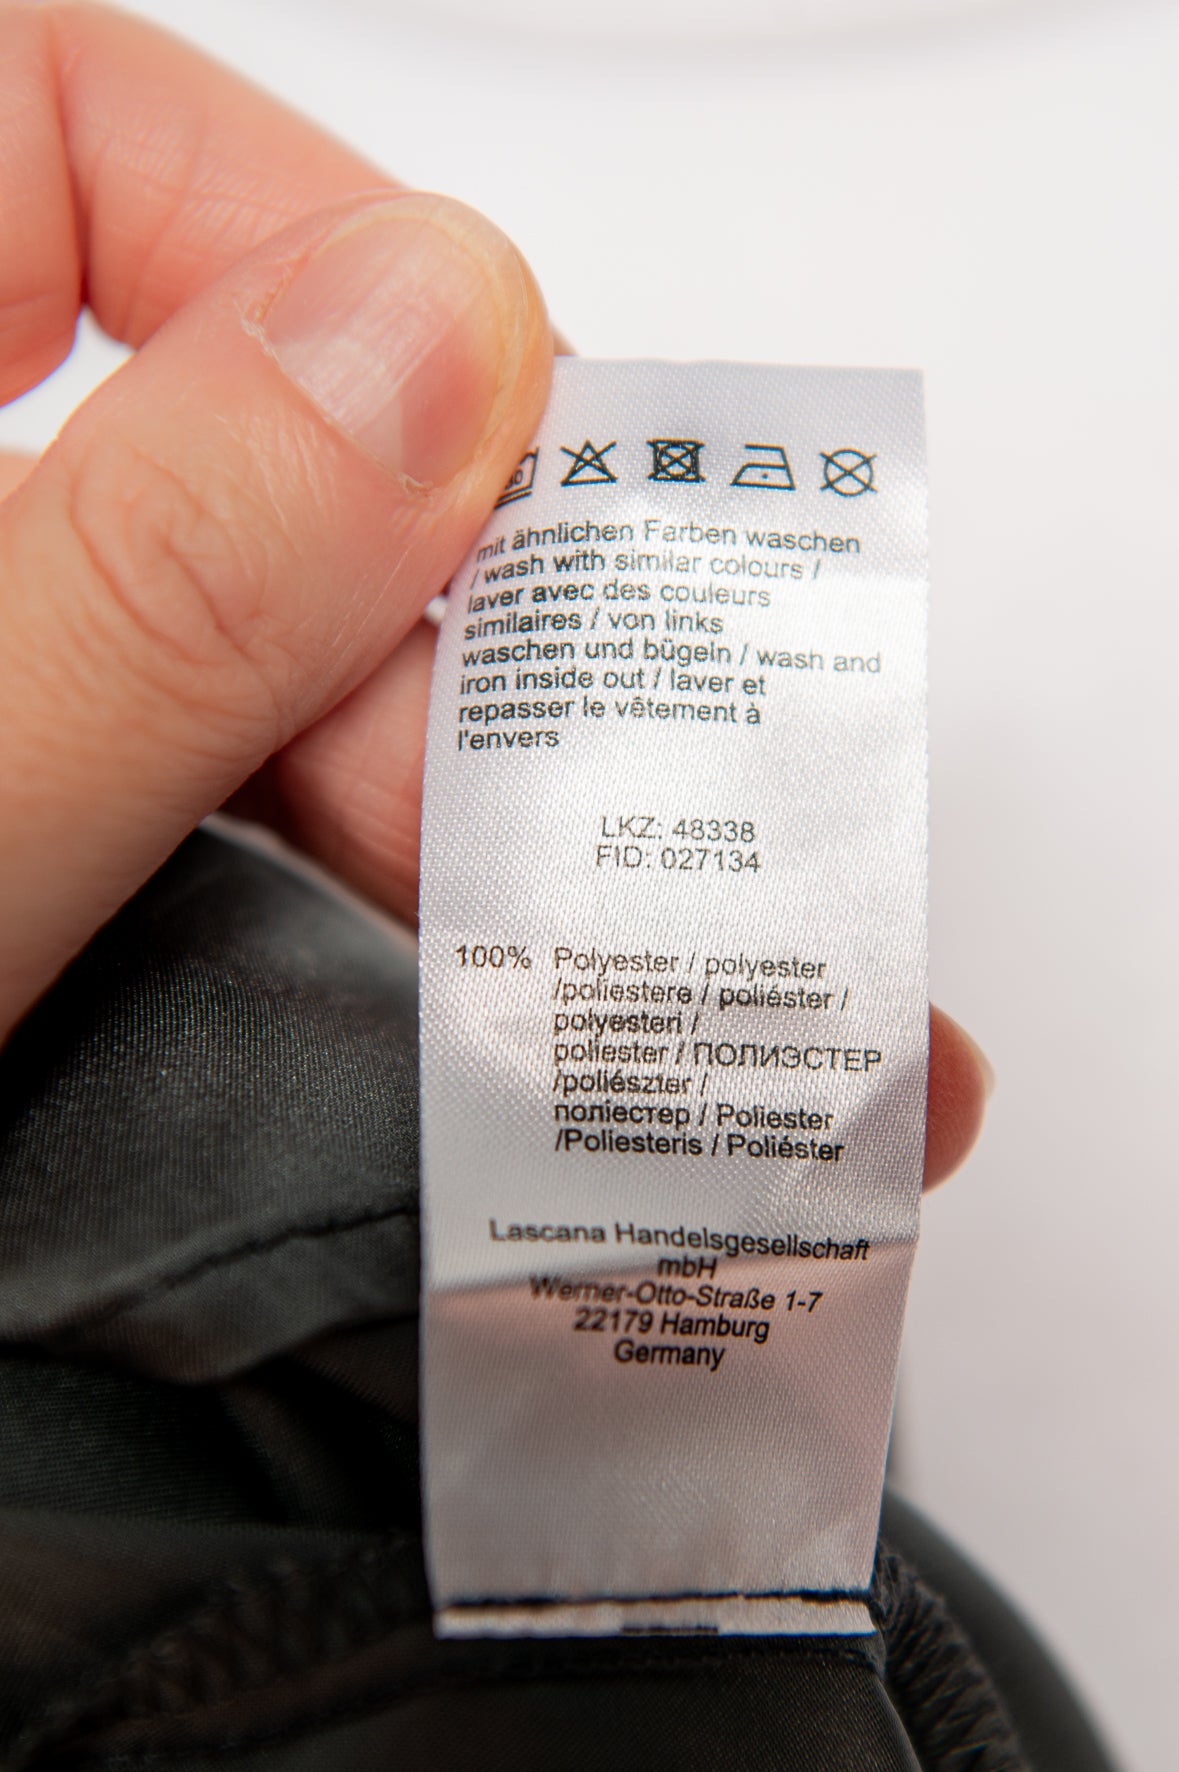 30
mit ähnlichen Farben waschen
/ wash with similar colours /
laver avec des couleurs
similaires / von links
waschen und bügeln / wash and
iron inside out / laver et
repasser le vêtement à
l'envers
LKZ: 48338
FID: 027134
100% Polyester / polyester
/poliestere / poliéster /
polyesteri /
poliester / ПОЛИЭСТЕР
/poliészter /
поліестер / Poliester
/Poliesteris / Poliéster
Lascana Handelsgesellschaft
mbH
Werner-Otto-Straße 1-7
22179 Hamburg
Germany